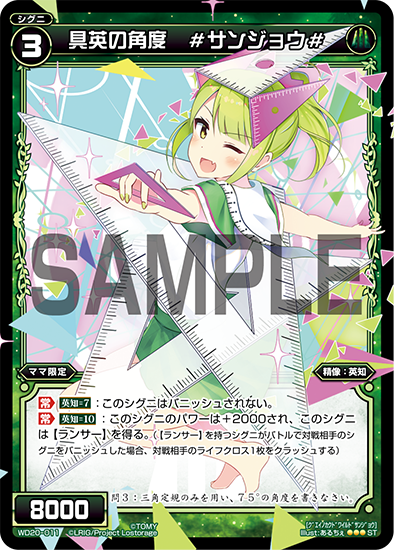 シグニ
3
具英の角度　＃サンジョウ＃
SAMPLE
ママ限定
精像：英知
常 英知=7：このシグニはバニッシュされない。
常 英知=10：このシグニのパワーは＋2000され、このシグニ
は【ランサー】を得る。（【ランサー】を持つシグニがバトルで対戦相手のシ
グニをバニッシュした場合、対戦相手のライフクロス1枚をクラッシュする）
8000
問3：三角定規のみを用い、75°の角度を書きなさい。
WD20-011
©TOMY
©LRIG/Project Lostorage
Illust:あるちぇ
ST